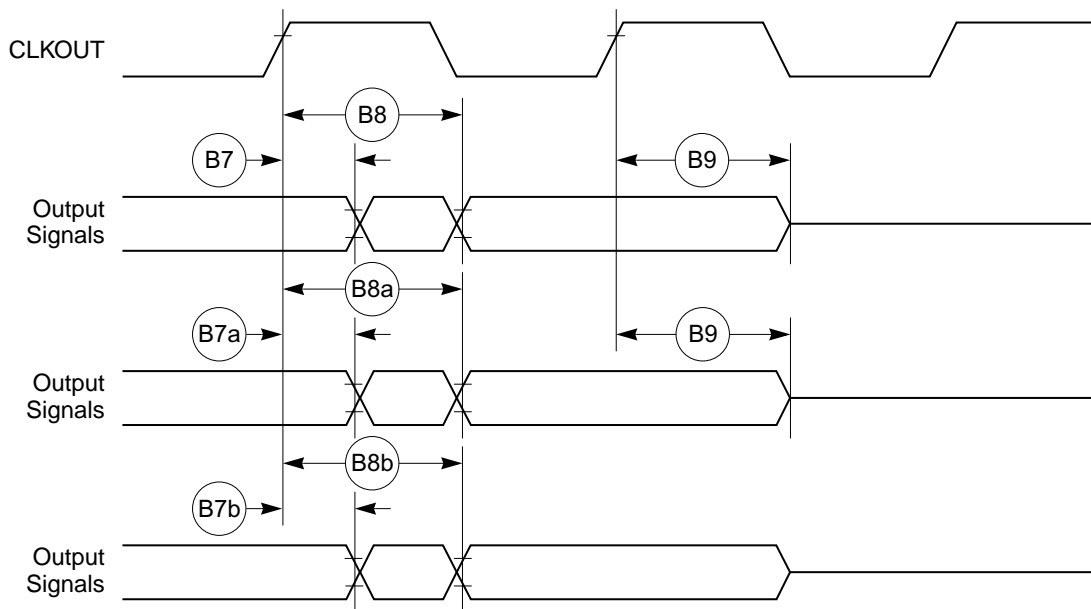 CLKOUT
B8
B7
B9
Output
Signals
B8a
B7a
B9
Output
Signals
B8b
B7b
Output
Signals